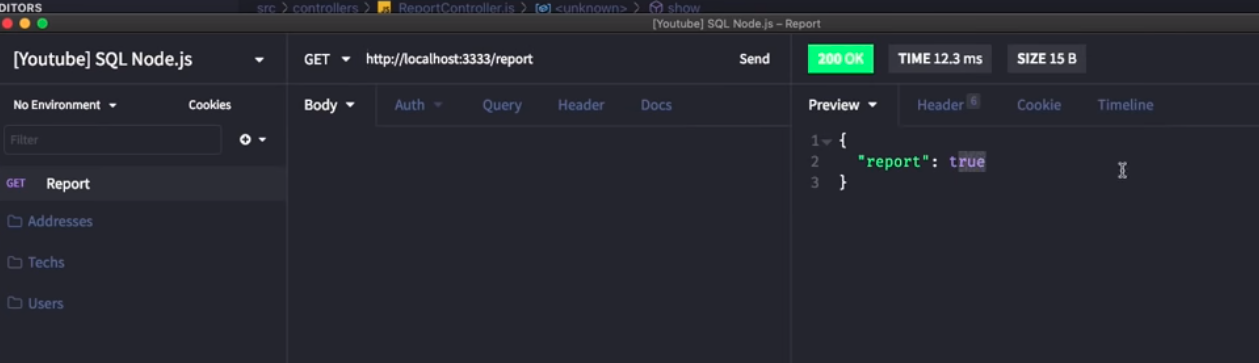 DITORS
src > controllers > JS ReportController.js > <unknown> > show
[Youtube] SQL Node.js – Report
[Youtube] SQL Node.js
GET http://localhost:3333/report Send
200 OK TIME 12.3 ms SIZE 15 B
No Environment Cookies
Body Auth Query Header Docs
Preview Header 6 Cookie Timeline
Filter
GET Report
Addresses
Techs
Users
1 {
2 "report": true
3 }